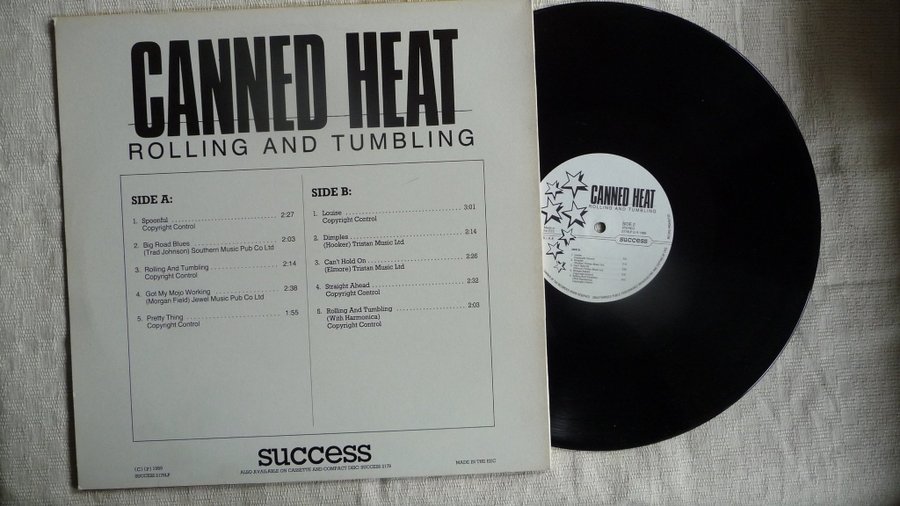 CANNED HEAT
ROLLING AND TUMBLING
SIDE A:
1. Spoonful 2:27
Copyright Control
2. Big Road Blues 2:03
(Trad Johnson) Southern Music Pub Co Ltd
3. Rolling And Tumbling 2:14
Copyright Control
4. Got My Mojo Working 2:38
(Morgan Field) Jewel Music Pub Co Ltd
5. Pretty Thing 1:55
Copyright Control
SIDE B:
1. Louise 3:01
Copyright Control
2. Dimples 2:14
(Hooker) Tristan Music Ltd
3. Can't Hold On 2:26
(Elmore) Tristan Music Ltd
4. Straight Ahead 2:32
Copyright Control
5. Rolling And Tumbling 2:03
(With Harmonica)
Copyright Control
success
ALSO AVAILABLE ON CASSETTE AND COMPACT DISC: SUCCESS 2179
(C) (P) 1989
MADE IN THE EEC
CANNED HEAT
ROLLING AND TUMBLING
SIDE 2
STEREO
success